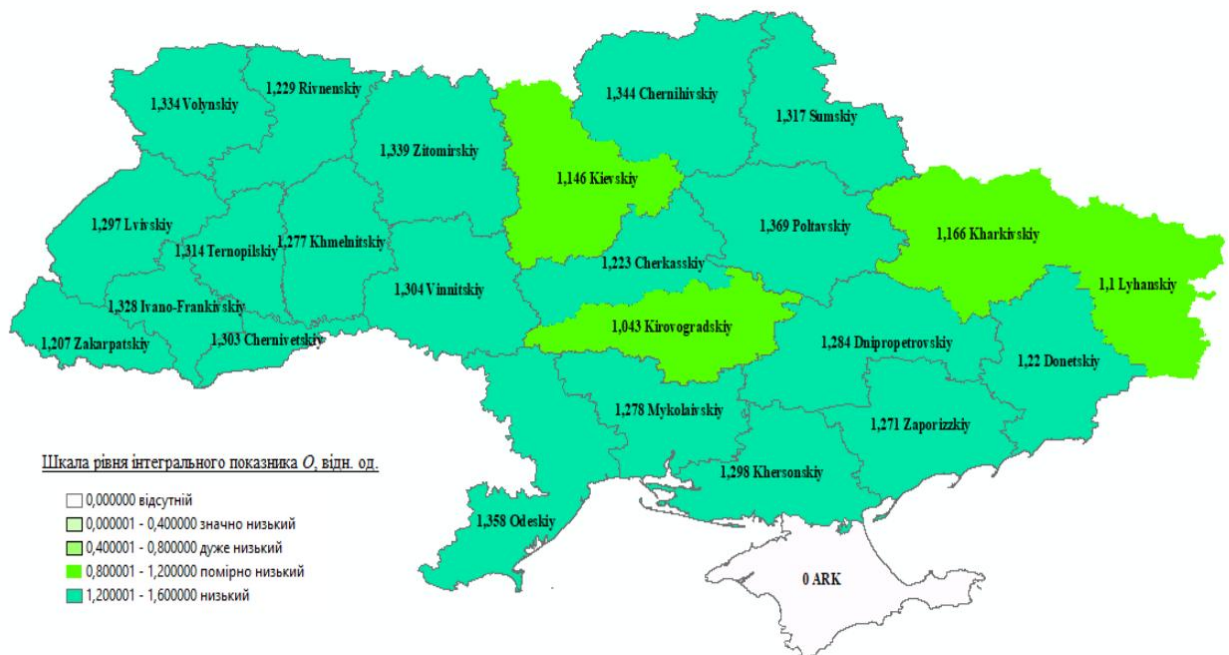 1,334 Volynskiy
1,229 Rivnenskiy
1,339 Zitomirskiy
1,146 Kievskiy
1,344 Chernihivskiy
1,317 Sumskiy
1,297 Lvivskiy
1,314 Ternopilskiy
1,277 Khmelnitskiy
1,369 Poltavskiy
1,166 Kharkivskiy
1,223 Cherkasskiy
1,304 Vinnitskiy
1,1 Lyhanskiy
1,328 Ivano-Frankivskiy
1,043 Kirovogradskiy
1,207 Zakarpatskiy
1,303 Chernivetskiy
1,284 Dnipropetrovskiy
1,22 Donetskiy
1,278 Mykolaivskiy
1,271 Zaporizzkiy
1,298 Khersonskiy
1,358 Odeskiy
0 ARK
Шкала рівня інтегрального показника O, відн. од.
0,000000 відсутній
0,000001 - 0,400000 значно низький
0,400001 - 0,800000 дуже низький
0,800001 - 1,200000 помірно низький
1,200001 - 1,600000 низький